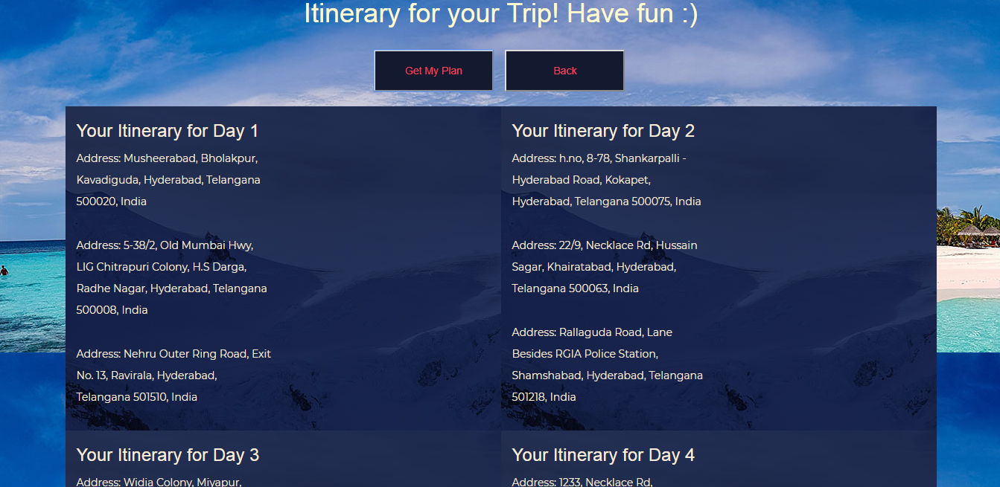 Itinerary for your Trip! Have fun :)
Get My Plan
Back
Your Itinerary for Day 1
Address: Musheerabad, Bholakpur,
Kavadiguda, Hyderabad, Telangana
500020, India
Address: 5-38/2, Old Mumbai Hwy,
LIG Chitrapuri Colony, H.S Darga,
Radhe Nagar, Hyderabad, Telangana
500008, India
Address: Nehru Outer Ring Road, Exit
No. 13, Ravirala, Hyderabad,
Telangana 501510, India
Your Itinerary for Day 2
Address: h.no, 8-78, Shankarpalli -
Hyderabad Road, Kokapet,
Hyderabad, Telangana 500075, India
Address: 22/9, Necklace Rd, Hussain
Sagar, Khairatabad, Hyderabad,
Telangana 500063, India
Address: Rallaguda Road, Lane
Besides RGIA Police Station,
Shamshabad, Hyderabad, Telangana
501218, India
Your Itinerary for Day 3
Address: Widia Colony, Miyapur,
Your Itinerary for Day 4
Address: 1233, Necklace Rd,